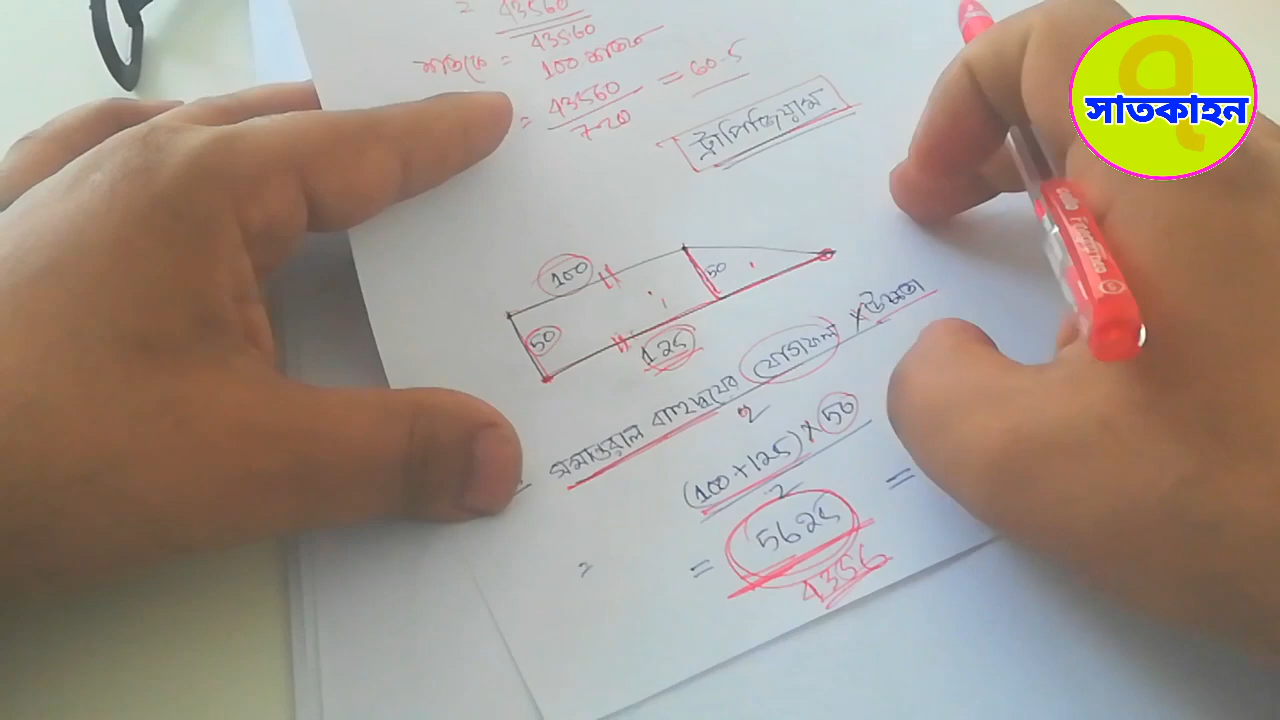 = 43560
43560
শতকে = 100 শতক
= 43560 = 60.5
720
ট্রাপিজিয়াম
সাতকাহন
100
50
50
125
সমান্তরাল বাহুদ্বয়ের যোগফল × উচ্চতা
2
(100+125) × 50
2
=
= 5625
4356
=